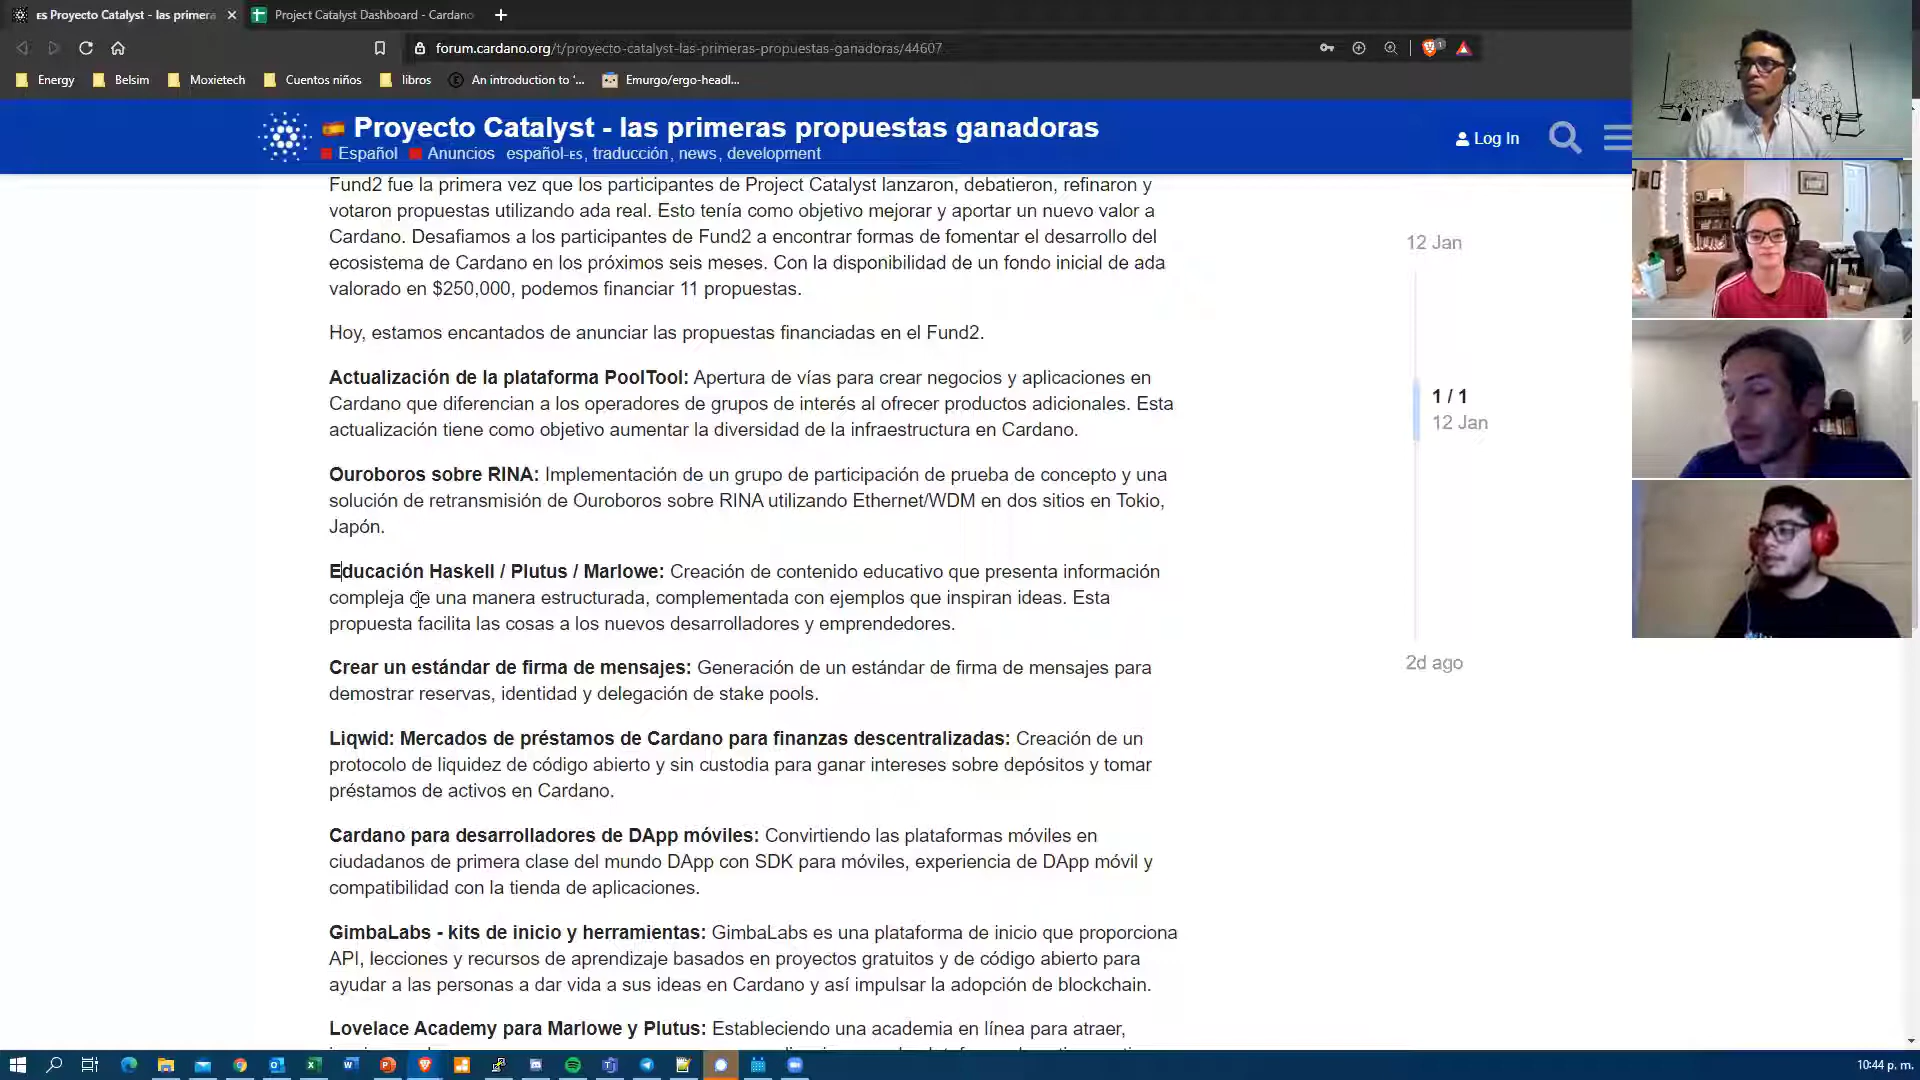 ES Proyecto Catalyst - las primera
Project Catalyst Dashboard - Cardano
forum.cardano.org/t/proyecto-catalyst-las-primeras-propuestas-ganadoras/44607
Energy Belsim Moxietech Cuentos niños libros An introduction to '... Emurgo/ergo-headl...
Proyecto Catalyst - las primeras propuestas ganadoras
Español Anuncios español-ES, traducción, news, development
Log In
Fund2 fue la primera vez que los participantes de Project Catalyst lanzaron, debatieron, refinaron y
votaron propuestas utilizando ada real. Esto tenía como objetivo mejorar y aportar un nuevo valor a
Cardano. Desafiamos a los participantes de Fund2 a encontrar formas de fomentar el desarrollo del
ecosistema de Cardano en los próximos seis meses. Con la disponibilidad de un fondo inicial de ada
valorado en $250,000, podemos financiar 11 propuestas.
Hoy, estamos encantados de anunciar las propuestas financiadas en el Fund2.
Actualización de la plataforma PoolTool: Apertura de vías para crear negocios y aplicaciones en
Cardano que diferencian a los operadores de grupos de interés al ofrecer productos adicionales. Esta
actualización tiene como objetivo aumentar la diversidad de la infraestructura en Cardano.
Ouroboros sobre RINA: Implementación de un grupo de participación de prueba de concepto y una
solución de retransmisión de Ouroboros sobre RINA utilizando Ethernet/WDM en dos sitios en Tokio,
Japón.
Educación Haskell / Plutus / Marlowe: Creación de contenido educativo que presenta información
compleja de una manera estructurada, complementada con ejemplos que inspiran ideas. Esta
propuesta facilita las cosas a los nuevos desarrolladores y emprendedores.
Crear un estándar de firma de mensajes: Generación de un estándar de firma de mensajes para
demostrar reservas, identidad y delegación de stake pools.
Liqwid: Mercados de préstamos de Cardano para finanzas descentralizadas: Creación de un
protocolo de liquidez de código abierto y sin custodia para ganar intereses sobre depósitos y tomar
préstamos de activos en Cardano.
Cardano para desarrolladores de DApp móviles: Convirtiendo las plataformas móviles en
ciudadanos de primera clase del mundo DApp con SDK para móviles, experiencia de DApp móvil y
compatibilidad con la tienda de aplicaciones.
GimbaLabs - kits de inicio y herramientas: GimbaLabs es una plataforma de inicio que proporciona
API, lecciones y recursos de aprendizaje basados en proyectos gratuitos y de código abierto para
ayudar a las personas a dar vida a sus ideas en Cardano y así impulsar la adopción de blockchain.
Lovelace Academy para Marlowe y Plutus: Estableciendo una academia en línea para atraer,
12 Jan
1 / 1
12 Jan
2d ago
10:44 p. m.